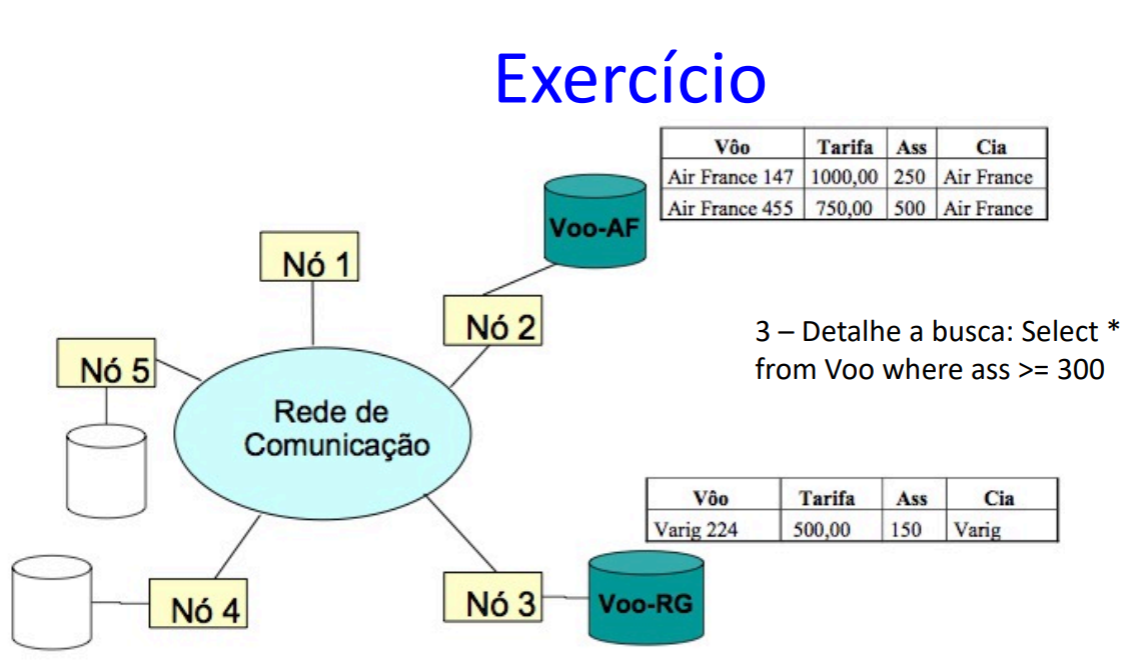 Exercício
Vôo Tarifa Ass Cia
Air France 147 1000,00 250 Air France
Air France 455 750,00 500 Air France
Voo-AF
Nó 1
Nó 2
3 – Detalhe a busca: Select *
from Voo where ass >= 300
Nó 5
Rede de
Comunicação
Vôo Tarifa Ass Cia
Varig 224 500,00 150 Varig
Nó 4
Nó 3
Voo-RG